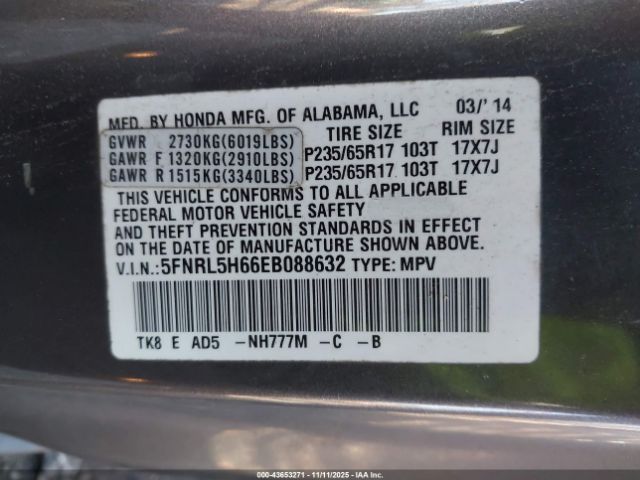 MFD. BY HONDA MFG. OF ALABAMA, LLC 03/'14
TIRE SIZE RIM SIZE
GVWR 2730KG(6019LBS)
GAWR F 1320KG(2910LBS) P235/65R17 103T 17X7J
GAWR R 1515KG(3340LBS) P235/65R17 103T 17X7J
THIS VEHICLE CONFORMS TO ALL APPLICABLE
FEDERAL MOTOR VEHICLE SAFETY
AND THEFT PREVENTION STANDARDS IN EFFECT
ON THE DATE OF MANUFACTURE SHOWN ABOVE.
V.I.N.:5FNRL5H66EB088632 TYPE: MPV
TK8 E AD5 -NH777M -C -B
© - 43653271 - 11/11/2025 - IAAI.COM